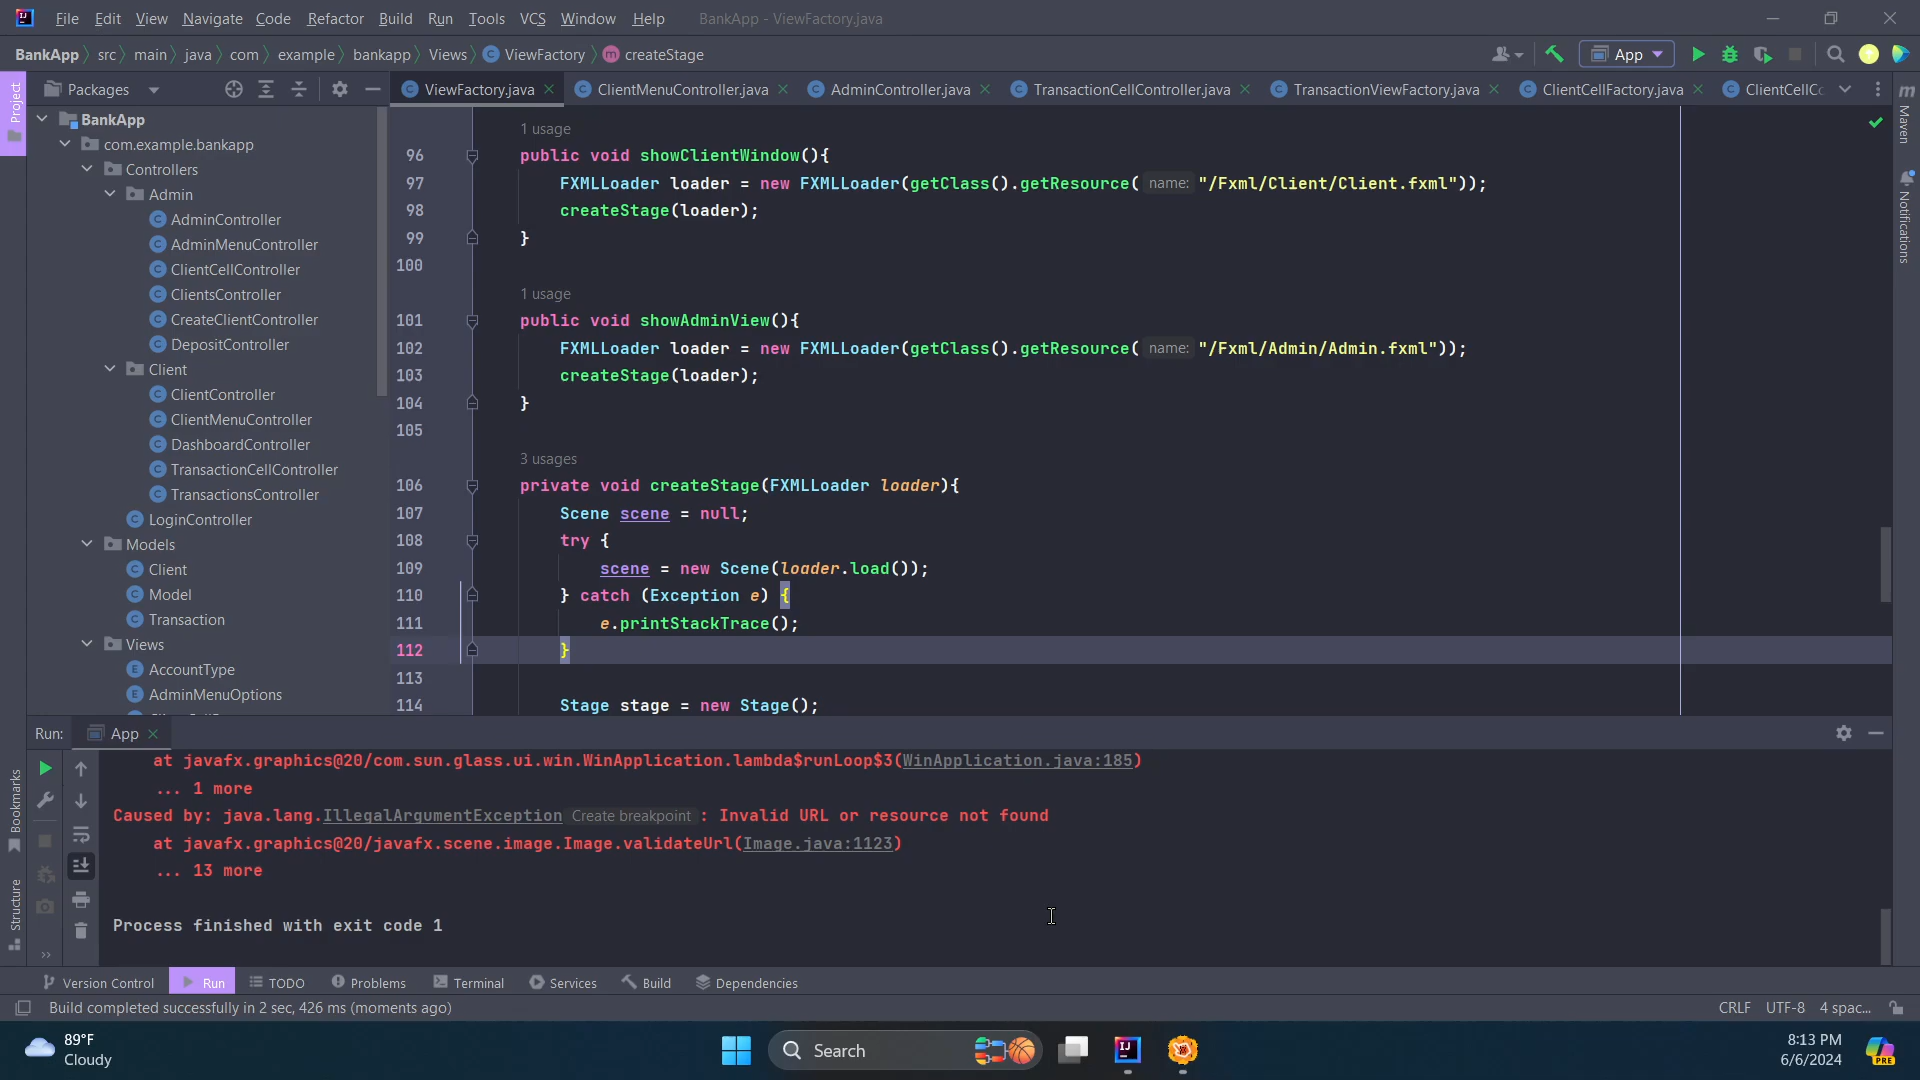 File Edit View Navigate Code Refactor Build Run Tools VCS Window Help BankApp - ViewFactory.java
BankApp src main java com example bankapp Views ViewFactory createStage App
Project
Packages
ViewFactory.java ClientMenuController.java AdminController.java TransactionCellController.java TransactionViewFactory.java ClientCellFactory.java ClientCellC
BankApp
com.example.bankapp
Controllers
Admin
AdminController
AdminMenuController
ClientCellController
ClientsController
CreateClientController
DepositController
Client
ClientController
ClientMenuController
DashboardController
TransactionCellController
TransactionsController
LoginController
Models
Client
Model
Transaction
Views
AccountType
AdminMenuOptions
1 usage
96 public void showClientWindow(){
97 FXMLLoader loader = new FXMLLoader(getClass().getResource( name: "/Fxml/Client/Client.fxml"));
98 createStage(loader);
99 }
100
1 usage
101 public void showAdminView(){
102 FXMLLoader loader = new FXMLLoader(getClass().getResource( name: "/Fxml/Admin/Admin.fxml"));
103 createStage(loader);
104 }
105
3 usages
106 private void createStage(FXMLLoader loader){
107 Scene scene = null;
108 try {
109 scene = new Scene(loader.load());
110 } catch (Exception e) {
111 e.printStackTrace();
112 }
113
114 Stage stage = new Stage();
Maven
Notifications
Run: App
at javafx.graphics@20/com.sun.glass.ui.win.WinApplication.lambda$runLoop$3(WinApplication.java:185)
... 1 more
Caused by: java.lang.IllegalArgumentException Create breakpoint : Invalid URL or resource not found
at javafx.graphics@20/javafx.scene.image.Image.validateUrl(Image.java:1123)
... 13 more
Process finished with exit code 1
Bookmarks
Structure
Version Control Run TODO Problems Terminal Services Build Dependencies
Build completed successfully in 2 sec, 426 ms (moments ago) CRLF UTF-8 4 spac...
89°F
Cloudy
Search
8:13 PM
6/6/2024
PRE